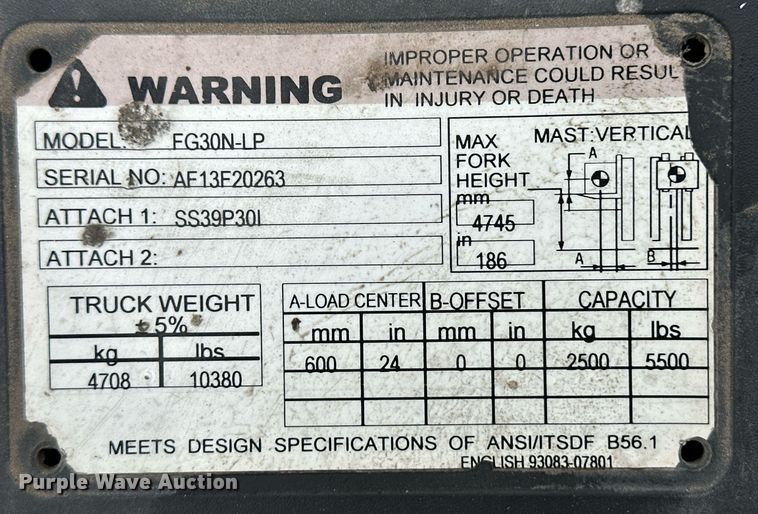 WARNING
IMPROPER OPERATION OR
MAINTENANCE COULD RESUL
IN INJURY OR DEATH
MODEL: FG30N-LP
SERIAL NO: AF13F20263
ATTACH 1: SS39P30I
ATTACH 2:
MAX
FORK
HEIGHT
mm
4745
in
186
MAST:VERTICAL
A
A
B
TRUCK WEIGHT
± 5%
kg lbs
4708 10380
A-LOAD CENTER B-OFFSET CAPACITY
mm in mm in kg lbs
600 24 0 0 2500 5500
MEETS DESIGN SPECIFICATIONS OF ANSI/ITSDF B56.1
ENGLISH 93083-07801
Purple Wave Auction